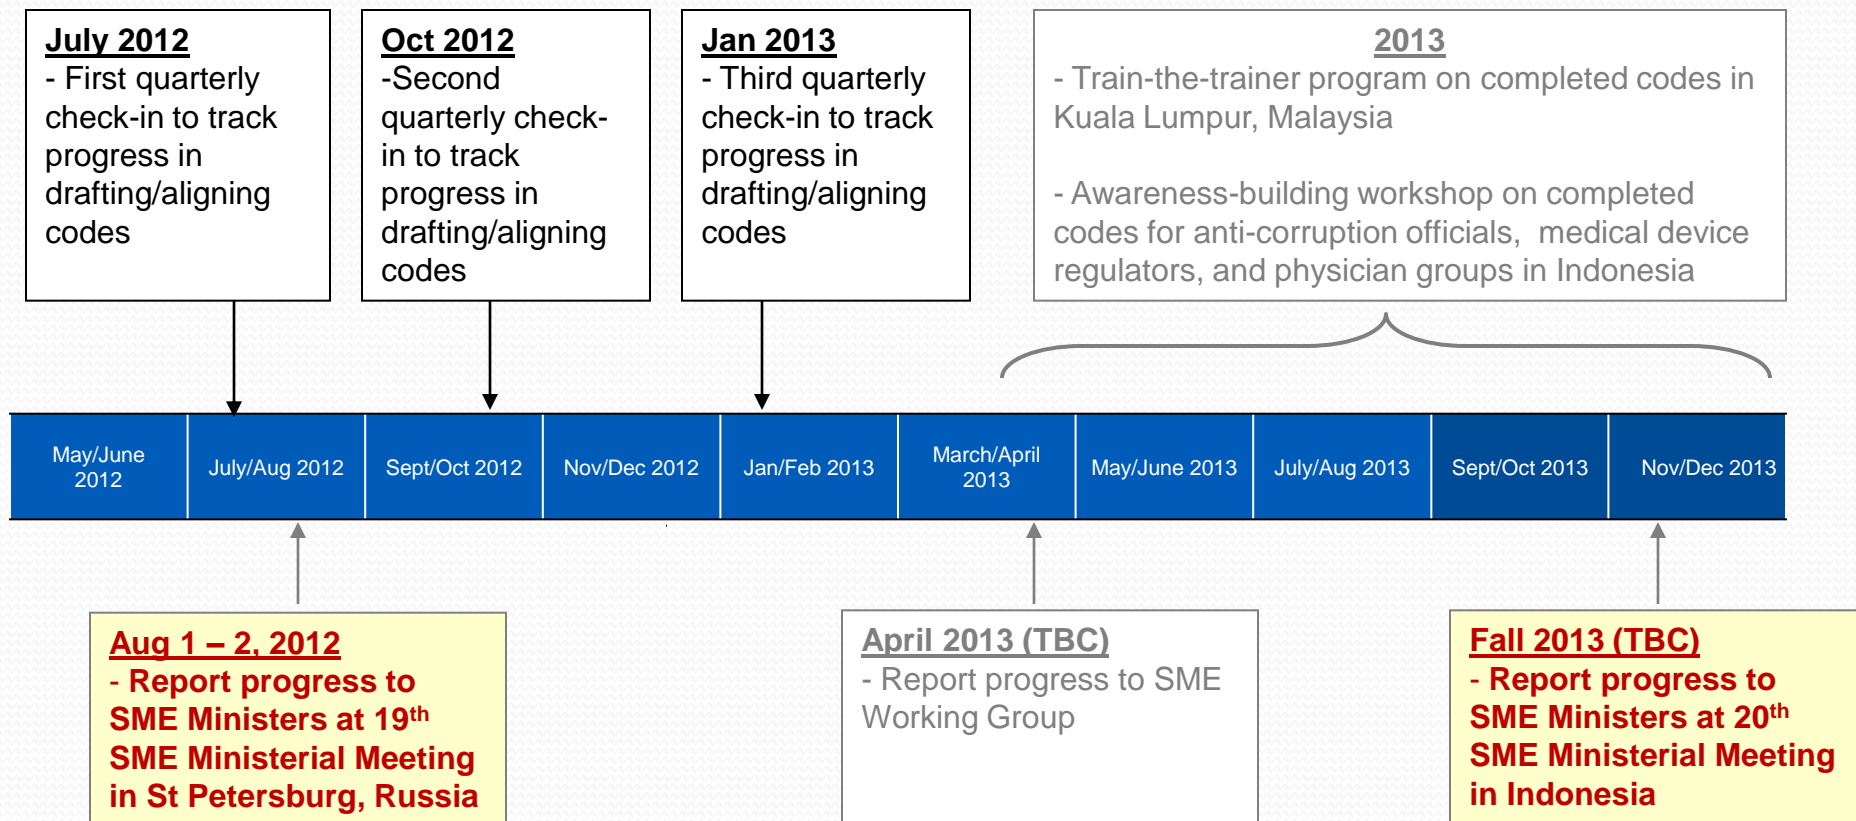 July 2012
- First quarterly
check-in to track
progress in
drafting/aligning
codes
Oct 2012
-Second
quarterly check-
in to track
progress in
drafting/aligning
codes
Jan 2013
- Third quarterly
check-in to track
progress in
drafting/aligning
codes
2013
- Train-the-trainer program on completed codes in
Kuala Lumpur, Malaysia
- Awareness-building workshop on completed
codes for anti-corruption officials,  medical device
regulators, and physician groups in Indonesia
May/June
2012
July/Aug 2012
Sept/Oct 2012
Nov/Dec 2012
Jan/Feb 2013
March/April
2013
May/June 2013
July/Aug 2013
Sept/Oct 2013
Nov/Dec 2013
Aug 1 – 2, 2012
- Report progress to
SME Ministers at 19th
SME Ministerial Meeting
in St Petersburg, Russia
April 2013 (TBC)
- Report progress to SME
Working Group
Fall 2013 (TBC)
- Report progress to
SME Ministers at 20th
SME Ministerial Meeting
in Indonesia